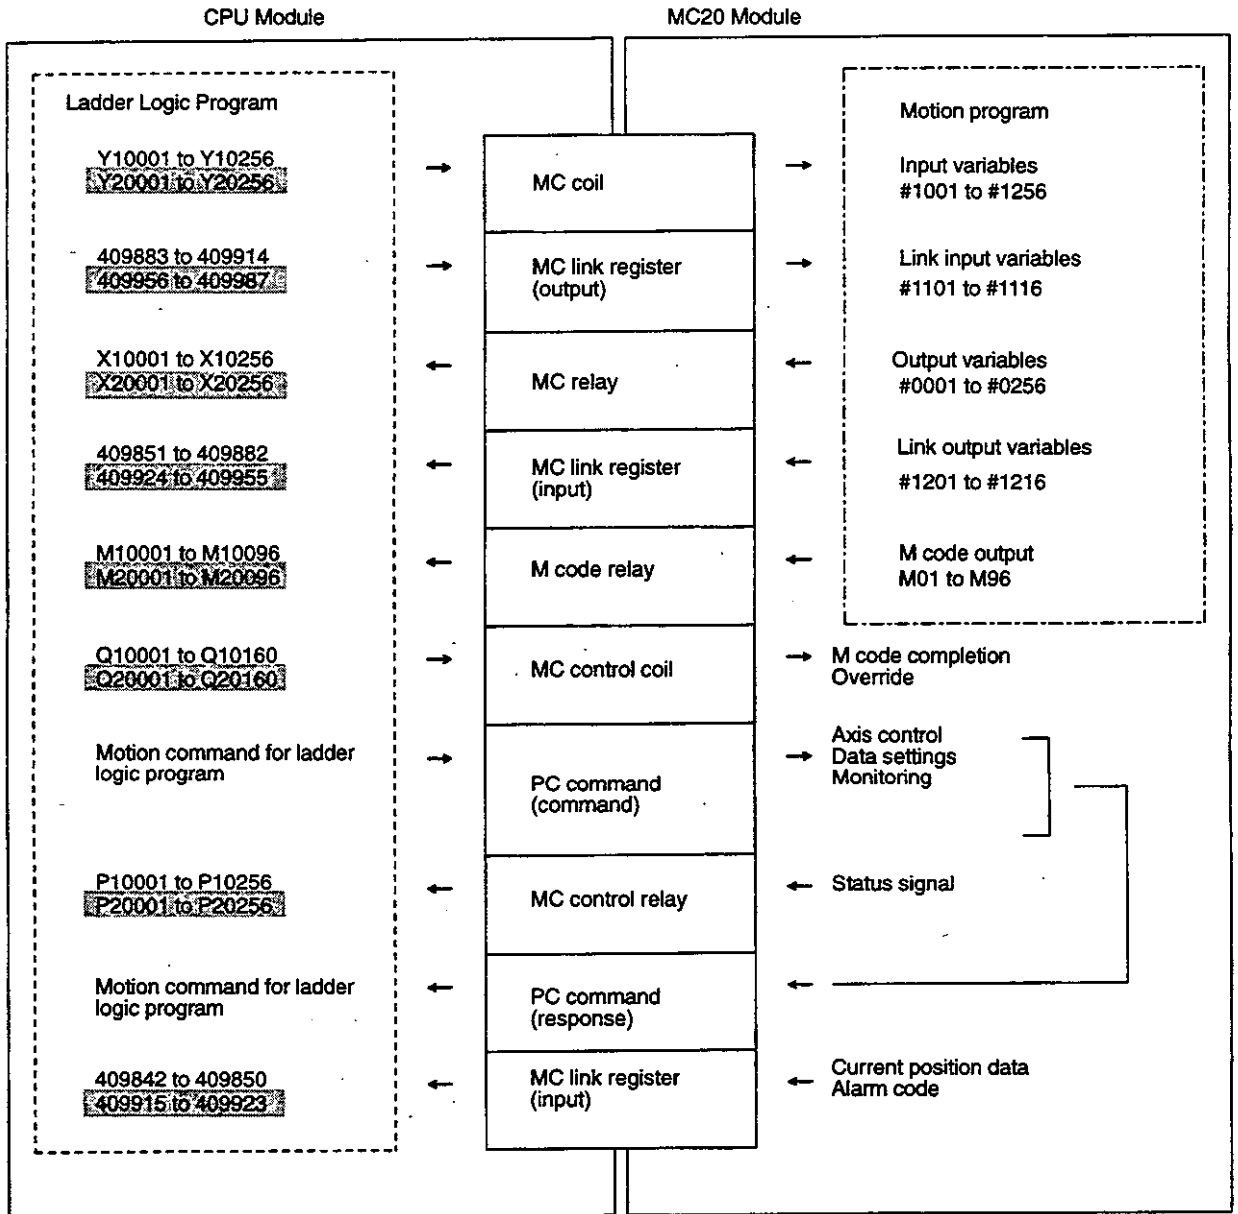 CPU Module
MC20 Module
Ladder Logic Program
Motion program
Y10001 to Y10256
Y20001 to Y20256
MC coil
Input variables
#1001 to #1256
409883 to 409914
409956 to 409987
MC link register
(output)
Link input variables
#1101 to #1116
X10001 to X10256
X20001 to X20256
MC relay
Output variables
#0001 to #0256
409851 to 409882
409924 to 409955
MC link register
(input)
Link output variables
#1201 to #1216
M10001 to M10096
M20001 to M20096
M code relay
M code output
M01 to M96
Q10001 to Q10160
Q20001 to Q20160
MC control coil
M code completion
Override
Motion command for ladder
logic program
PC command
(command)
Axis control
Data settings
Monitoring
P10001 to P10256
P20001 to P20256
MC control relay
Status signal
Motion command for ladder
logic program
PC command
(response)
409842 to 409850
409915 to 409923
MC link register
(input)
Current position data
Alarm code